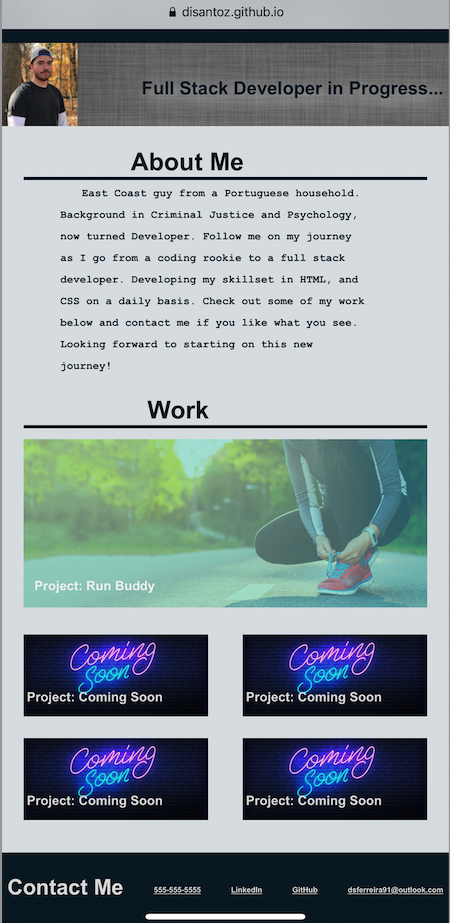 disantoz.github.io
Full Stack Developer in Progress...
About Me
East Coast guy from a Portuguese household.
Background in Criminal Justice and Psychology,
now turned Developer. Follow me on my journey
as I go from a coding rookie to a full stack
developer. Developing my skillset in HTML, and
CSS on a daily basis. Check out some of my work
below and contact me if you like what you see.
Looking forward to starting on this new
journey!
Work
Project: Run Buddy
Coming
Soon
Project: Coming Soon
Coming
Soon
Project: Coming Soon
Coming
Soon
Project: Coming Soon
Coming
Soon
Project: Coming Soon
Contact Me
555-555-5555
LinkedIn
GitHub
dsferreira91@outlook.com